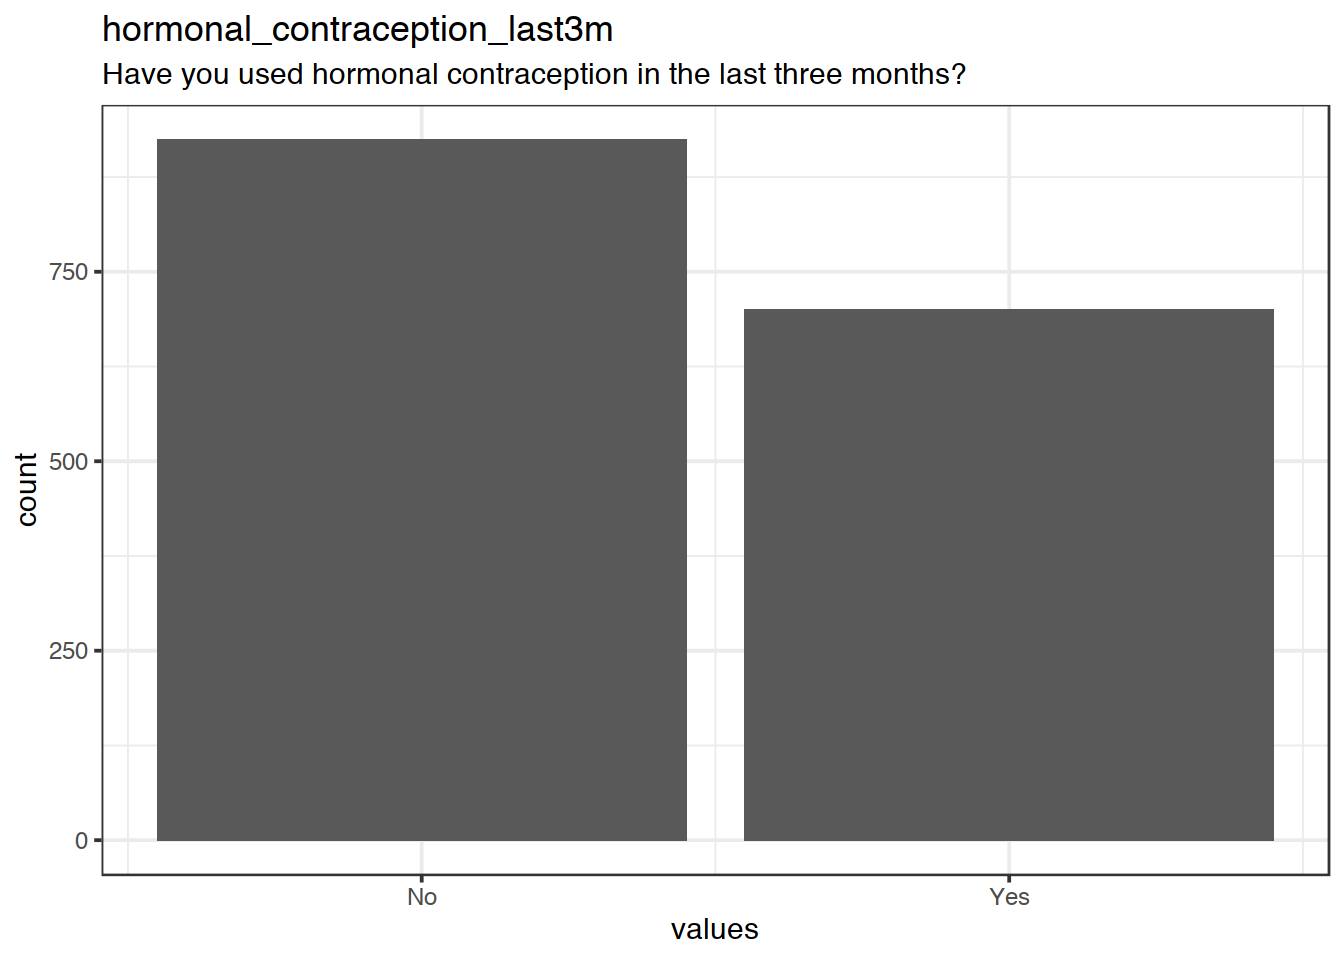 hormonal_contraception_last3m
Have you used hormonal contraception in the last three months?
750
500
250
0
count
No
Yes
values